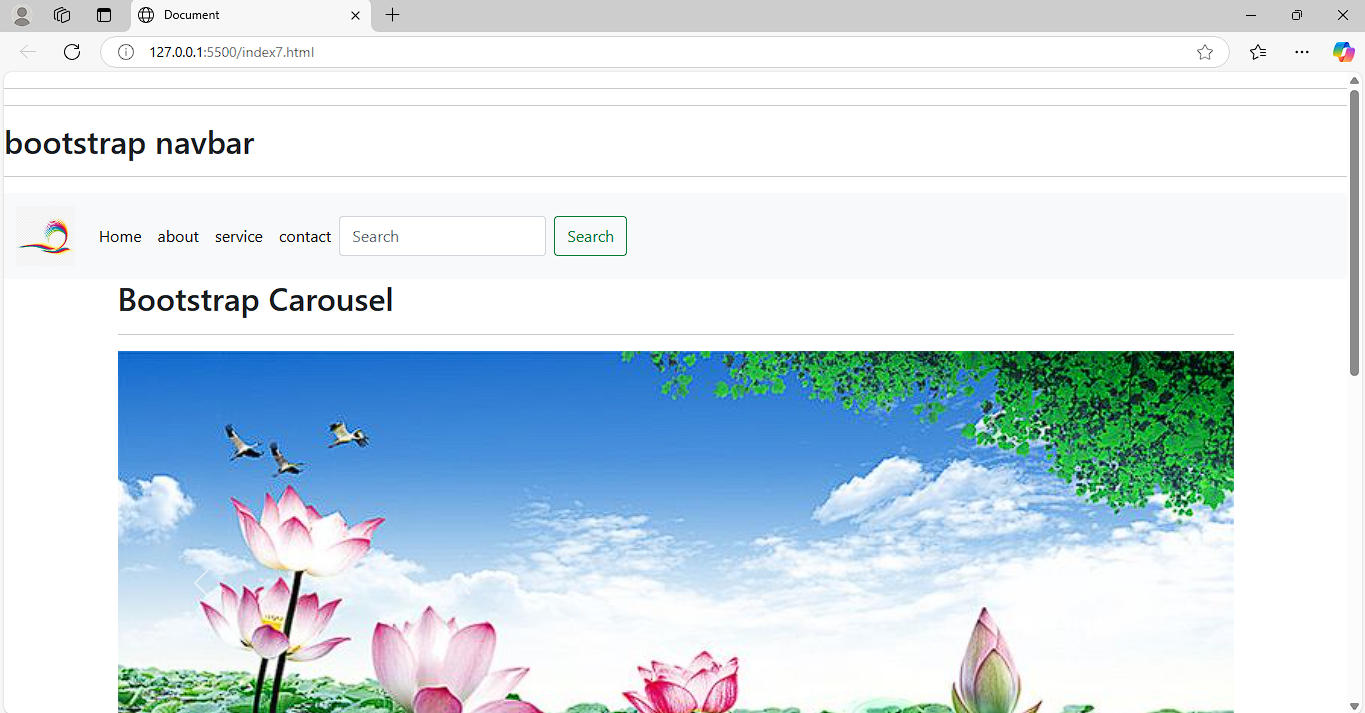 Document
127.0.0.1:5500/index7.html
bootstrap navbar
Home about service contact Search Search
Bootstrap Carousel